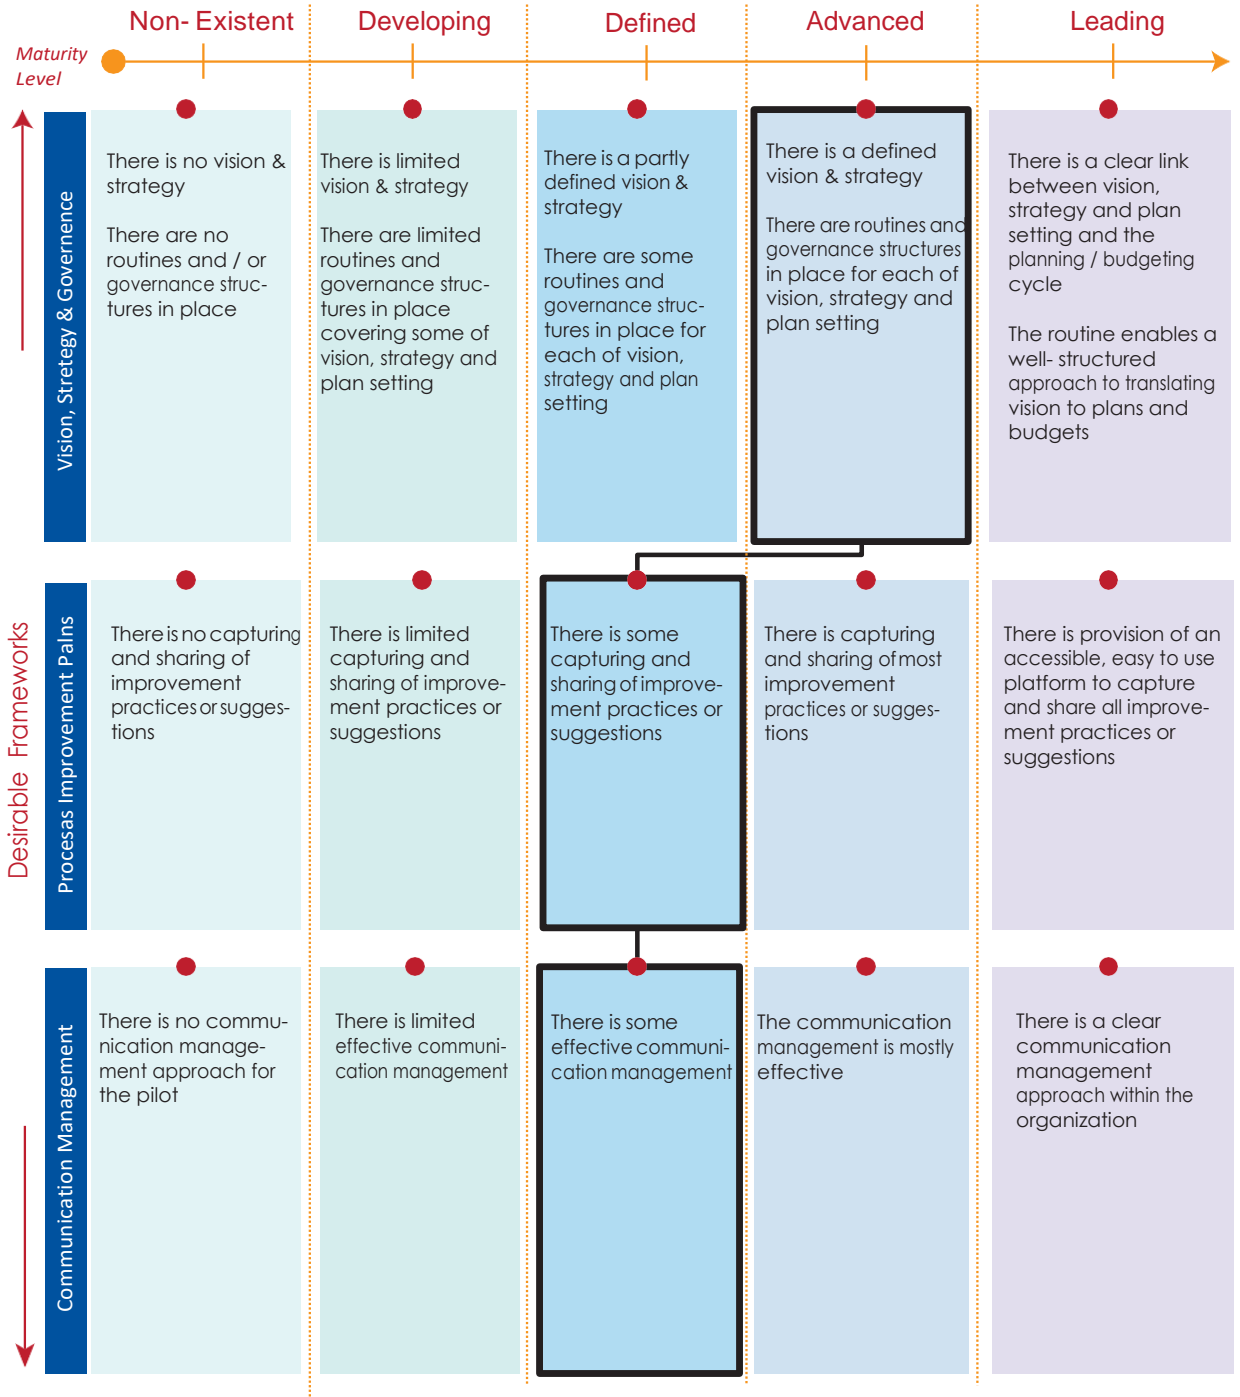 Non- Existent
Developing
Defined
Advanced
Leading
Maturity
Level
Desirable Frameworks
Vision, Stretegy & Governence
There is no vision &
strategy
There are no
routines and / or
governance struc-
tures in place
There is limited
vision & strategy
There are limited
routines and
governance struc-
tures in place
covering some of
vision, strategy and
plan setting
There is a partly
defined vision &
strategy
There are some
routines and
governance struc-
tures in place for
each of vision,
strategy and plan
setting
There is a defined
vision & strategy
There are routines and
governance structures
in place for each of
vision, strategy and
plan setting
There is a clear link
between vision,
strategy and plan
setting and the
planning / budgeting
cycle
The routine enables a
well- structured
approach to translating
vision to plans and
budgets
Procesas Improvement Palns
There is no capturing
and sharing of
improvement
practices or sugges-
tions
There is limited
capturing and
sharing of improve-
ment practices or
suggestions
There is some
capturing and
sharing of improve-
ment practices or
suggestions
There is capturing
and sharing of most
improvement
practices or sugges-
tions
There is provision of an
accessible, easy to use
platform to capture
and share all improve-
ment practices or
suggestions
Communication Management
There is no commu-
nication manage-
ment approach for
the pilot
There is limited
effective communi-
cation management
There is some
effective communi-
cation management
The communication
management is mostly
effective
There is a clear
communication
management
approach within the
organization